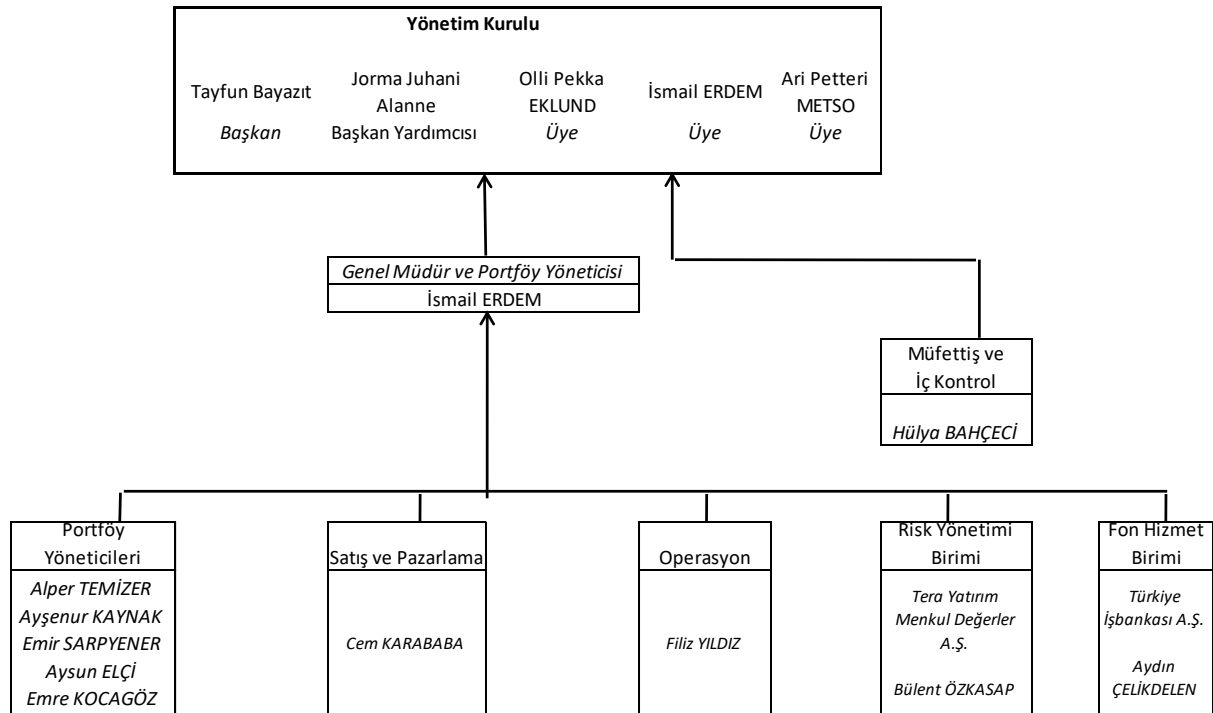 Yönetim Kurulu
Tayfun Bayazıt
Başkan
Jorma Juhani
Alanne
Başkan Yardımcısı
Olli Pekka
EKLUND
Üye
İsmail ERDEM
Üye
Ari Petteri
METSO
Üye
Genel Müdür ve Portföy Yöneticisi
İsmail ERDEM
Müfettiş ve
İç Kontrol
Hülya BAHÇECİ
Portföy
Yöneticileri
Alper TEMİZER
Ayşenur KAYNAK
Emir SARPYENER
Aysun ELÇİ
Emre KOCAGÖZ
Satış ve Pazarlama
Cem KARABABA
Operasyon
Filiz YILDIZ
Risk Yönetimi
Birimi
Tera Yatırım
Menkul Değerler
A.Ş.
Bülent ÖZKASAP
Fon Hizmet
Birimi
Türkiye
İşbankası A.Ş.
Aydın
ÇELİKDELEN